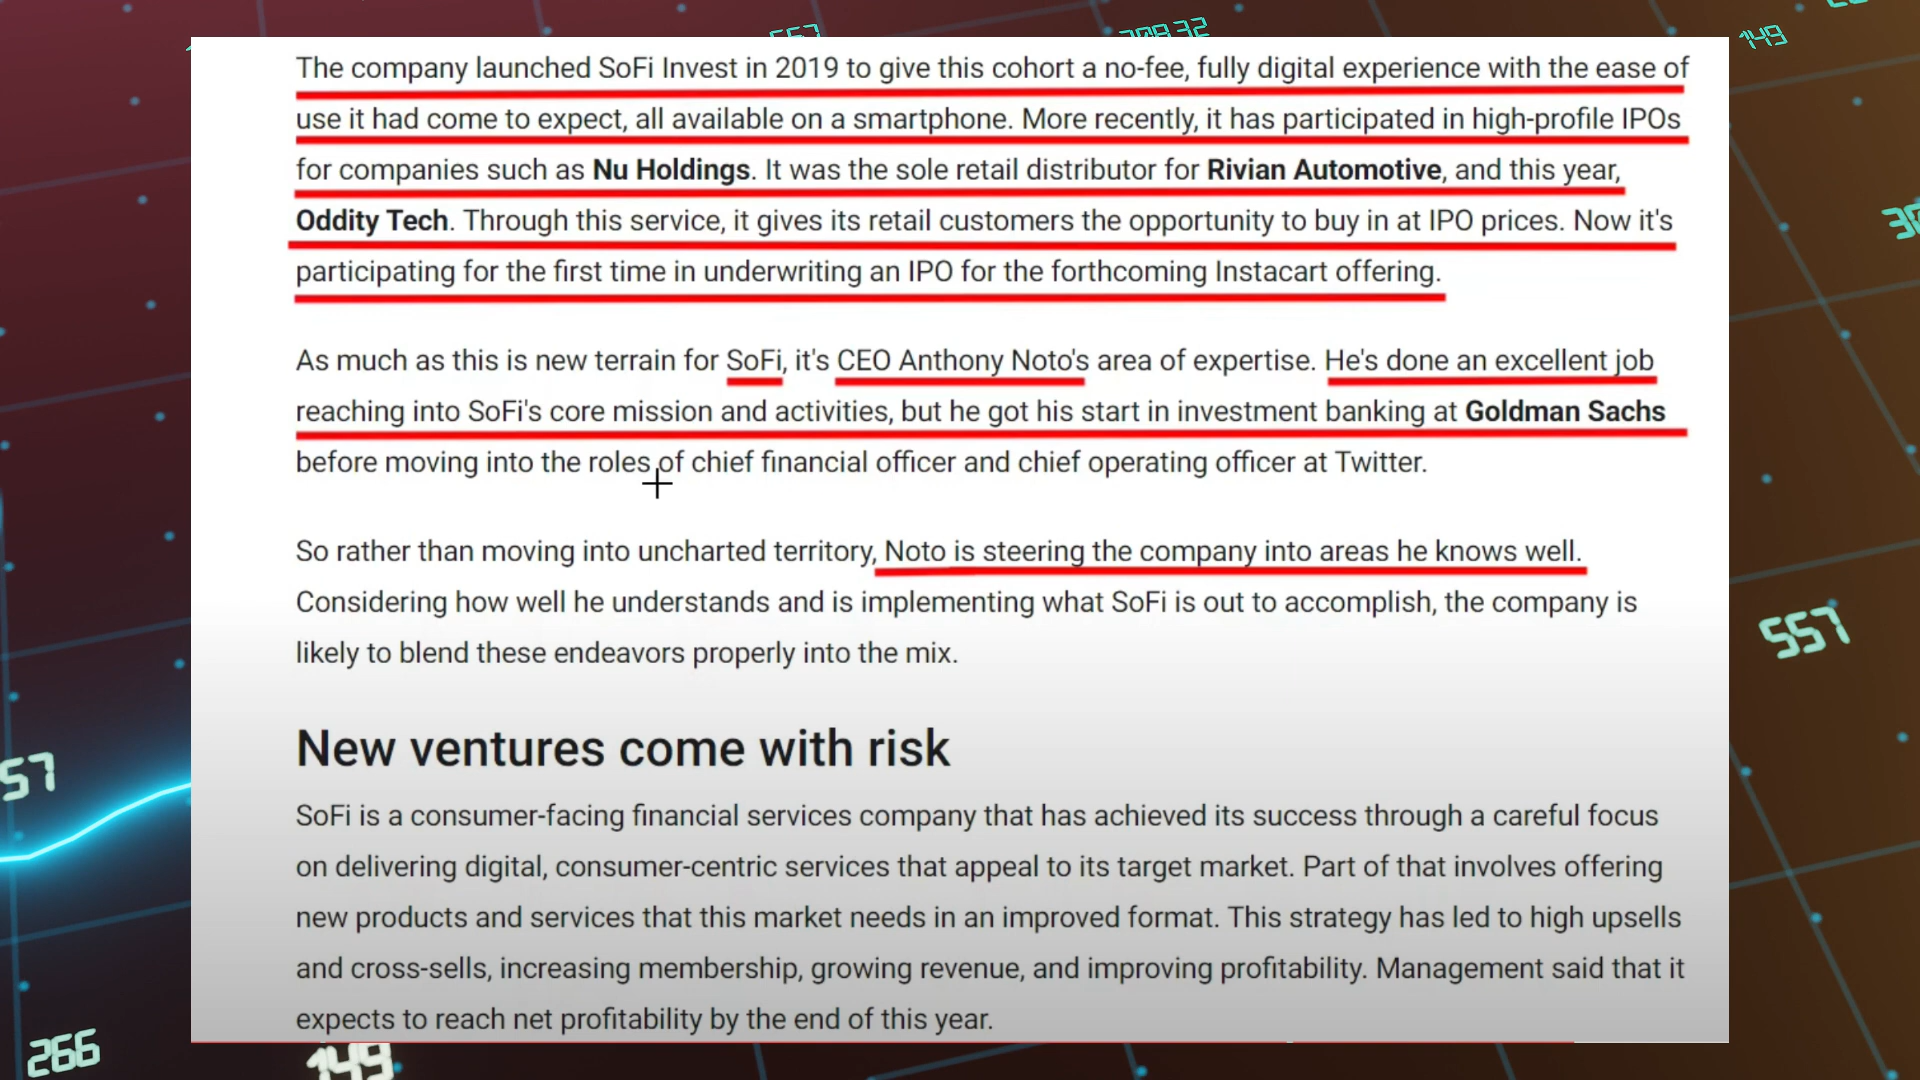 557
398.32
149
The company launched SoFi Invest in 2019 to give this cohort a no-fee, fully digital experience with the ease of
use it had come to expect, all available on a smartphone. More recently, it has participated in high-profile IPOs
for companies such as Nu Holdings. It was the sole retail distributor for Rivian Automotive, and this year,
Oddity Tech. Through this service, it gives its retail customers the opportunity to buy in at IPO prices. Now it's
participating for the first time in underwriting an IPO for the forthcoming Instacart offering.
As much as this is new terrain for SoFi, it's CEO Anthony Noto's area of expertise. He's done an excellent job
reaching into SoFi's core mission and activities, but he got his start in investment banking at Goldman Sachs
before moving into the roles of chief financial officer and chief operating officer at Twitter.
So rather than moving into uncharted territory, Noto is steering the company into areas he knows well.
Considering how well he understands and is implementing what SoFi is out to accomplish, the company is
likely to blend these endeavors properly into the mix.
557
New ventures come with risk
57
SoFi is a consumer-facing financial services company that has achieved its success through a careful focus
on delivering digital, consumer-centric services that appeal to its target market. Part of that involves offering
new products and services that this market needs in an improved format. This strategy has led to high upsells
and cross-sells, increasing membership, growing revenue, and improving profitability. Management said that it
expects to reach net profitability by the end of this year.
266
149